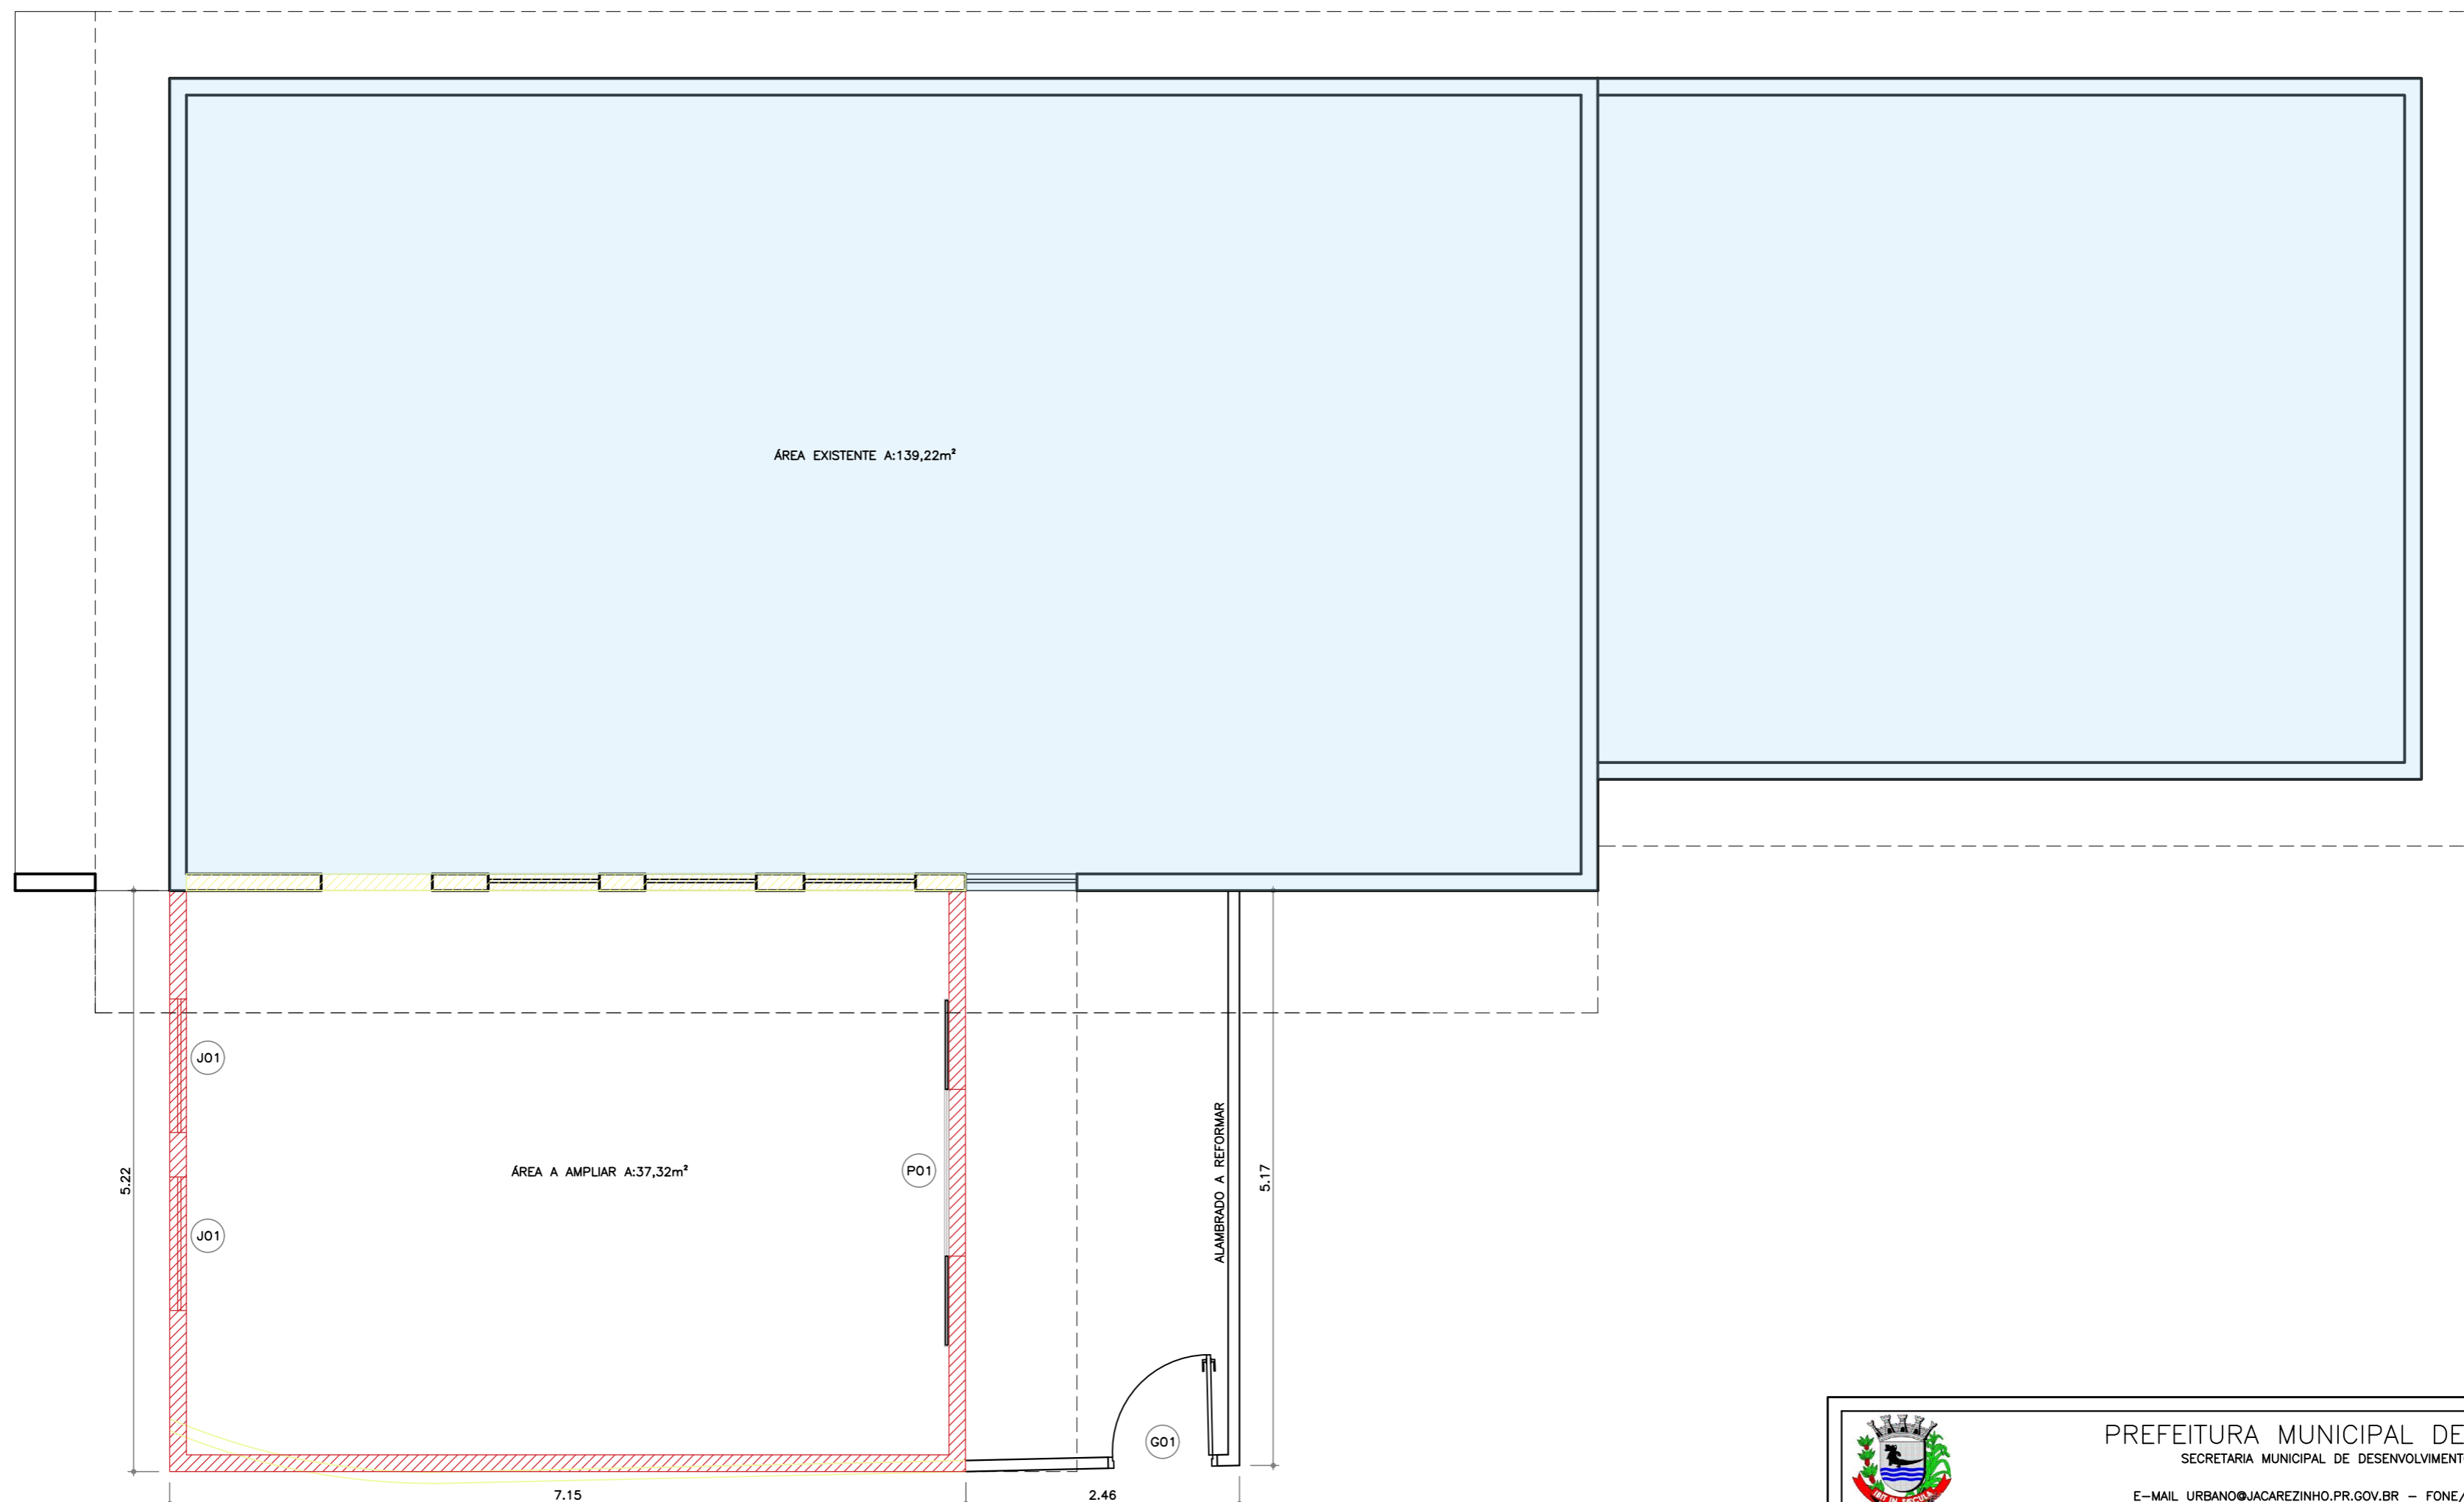 ÁREA EXISTENTE A:139,22m²
J01
ÁREA A AMPLIAR A:37,32m²
P01
J01
5.22
ALAMBRADO A REFORMAR
5.17
G01
7.15
2.46
PREFEITURA MUNICIPAL DE
SECRETARIA MUNICIPAL DE DESENVOLVIMENT
E-MAIL URBANO@JACAREZINHO.PR.GOV.BR - FONE/